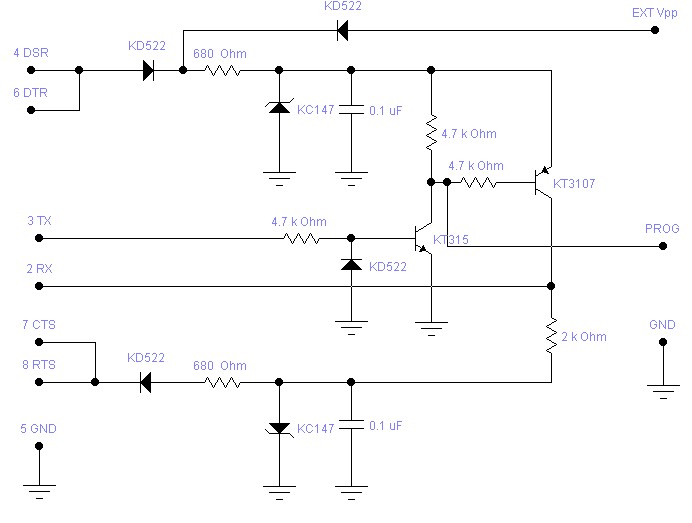 KD522
EXT Vpp
4 DSR
KD522
680 Ohm
6 DTR
KC147
0.1 uF
4.7 k Ohm
4.7 k Ohm
KT3107
3 TX
4.7 k Ohm
KT315
PROG
2 RX
KD522
7 CTS
GND
2 k Ohm
8 RTS
KD522
680 Ohm
5 GND
KC147
0.1 uF